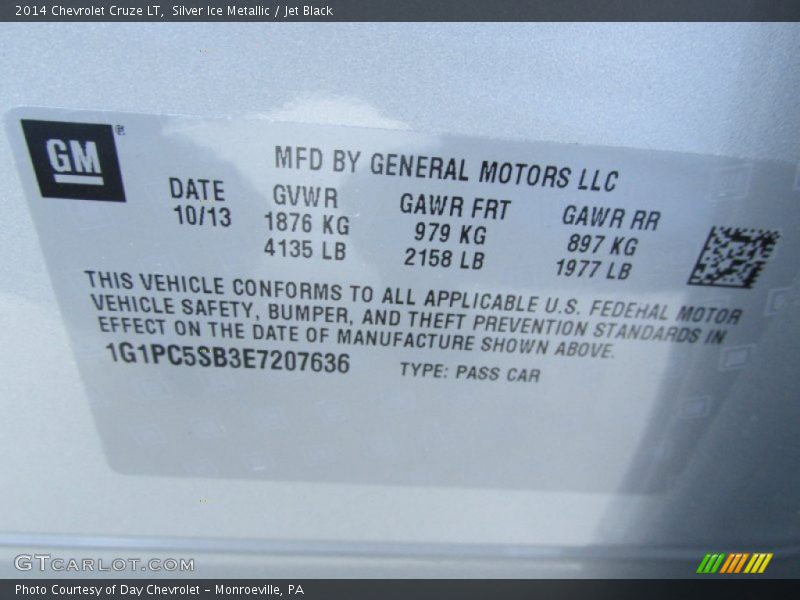 2014 Chevrolet Cruze LT, Silver Ice Metallic / Jet Black
GM®
MFD BY GENERAL MOTORS LLC
DATE GVWR GAWR FRT GAWR RR
10/13 1876 KG 979 KG 897 KG
4135 LB 2158 LB 1977 LB
THIS VEHICLE CONFORMS TO ALL APPLICABLE U.S. FEDERAL MOTOR
VEHICLE SAFETY, BUMPER, AND THEFT PREVENTION STANDARDS IN
EFFECT ON THE DATE OF MANUFACTURE SHOWN ABOVE.
1G1PC5SB3E7207636 TYPE: PASS CAR
GTCARLOT.COM
Photo Courtesy of Day Chevrolet - Monroeville, PA